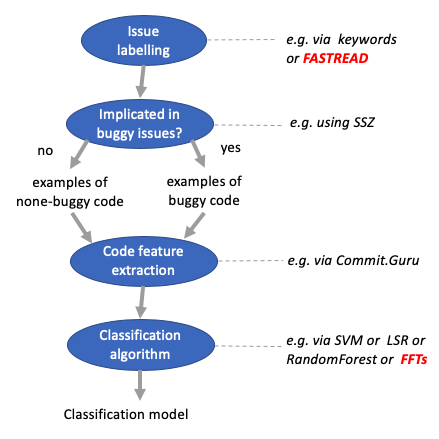 Issue
labelling
e.g. via keywords
or FASTREAD
Implicated in
buggy issues?
e.g. using SSZ
no
yes
examples of
none-buggy code
examples of
buggy code
Code feature
extraction
e.g. via Commit.Guru
Classification
algorithm
e.g. via SVM or LSR or
RandomForest or FFTs
Classification model